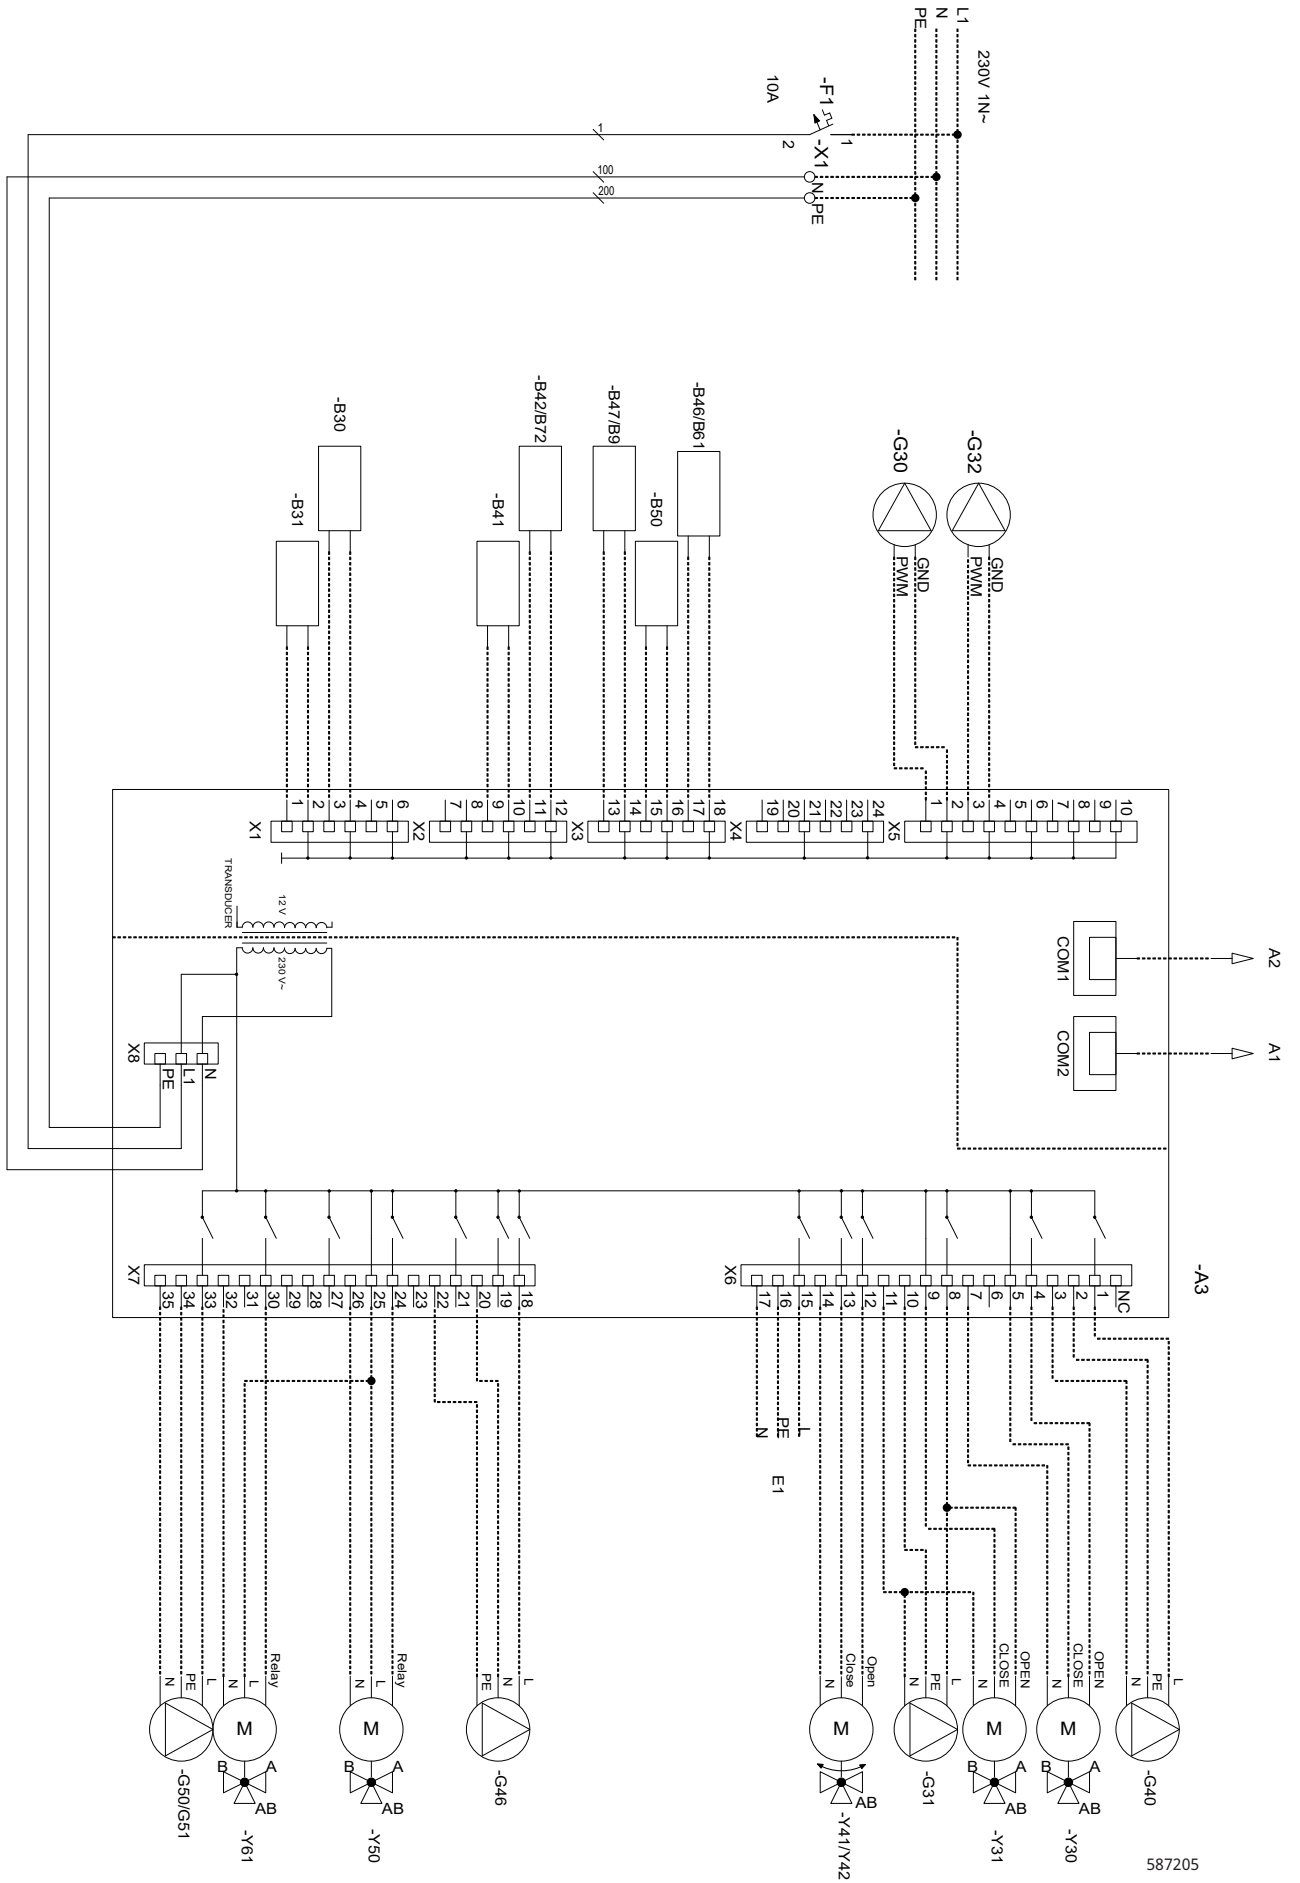 L1
N
PE
230V 1N~
-F1
10A
1
2
-X1
N
PE
1
100
200
-B31
-B30
-B41
-B42/B72
-B47/B9
-B50
-B46/B61
-G30
-G32
GND
PWM
GND
PWM
1
2
3
4
5
6
X1
7
8
9
10
11
12
X2
13
14
15
16
17
18
X3
19
20
21
22
23
24
X4
1
2
3
4
5
6
7
8
9
10
X5
TRANSDUCER
12 V
230 V~
COM1
A2
COM2
A1
X8
PE
L1
N
-A3
X7
35
34
33
32
31
30
29
28
27
26
25
24
23
22
21
20
19
18
X6
17
16
15
14
13
12
11
10
9
8
7
6
5
4
3
2
1
NC
N
PE
L
E1
N
PE
L
-G50/G51
N
L
Relay
M
B
A
AB
-Y61
N
L
Relay
M
B
A
AB
-Y50
PE
N
L
-G46
N
Close
Open
M
AB
-Y41/Y42
N
PE
L
-G31
N
CLOSE
OPEN
M
B
A
AB
-Y31
N
CLOSE
OPEN
M
B
A
AB
-Y30
N
PE
L
-G40
587205